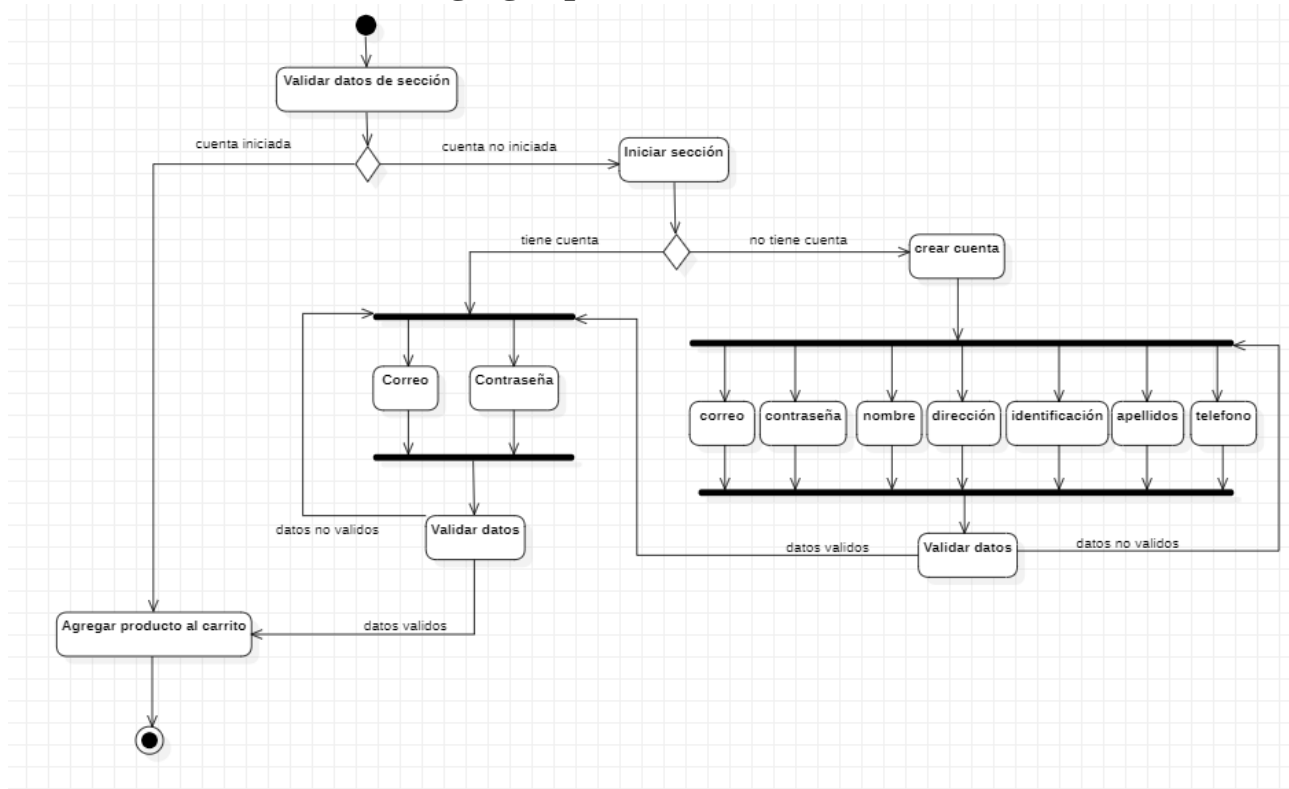 Validar datos de sección
cuenta iniciada
cuenta no iniciada
Iniciar sección
tiene cuenta
no tiene cuenta
crear cuenta
Correo
Contraseña
correo
contraseña
nombre
dirección
identificación
apellidos
telefono
datos no validos
Validar datos
datos validos
Validar datos
datos no validos
Agregar producto al carrito
datos validos